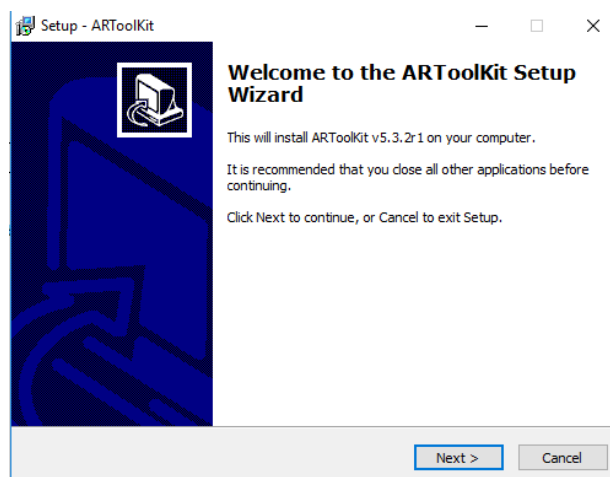 Setup - ARToolKit
Welcome to the ARToolKit Setup
Wizard
This will install ARToolKit v5.3.2r1 on your computer.
It is recommended that you close all other applications before
continuing.
Click Next to continue, or Cancel to exit Setup.
Next >
Cancel